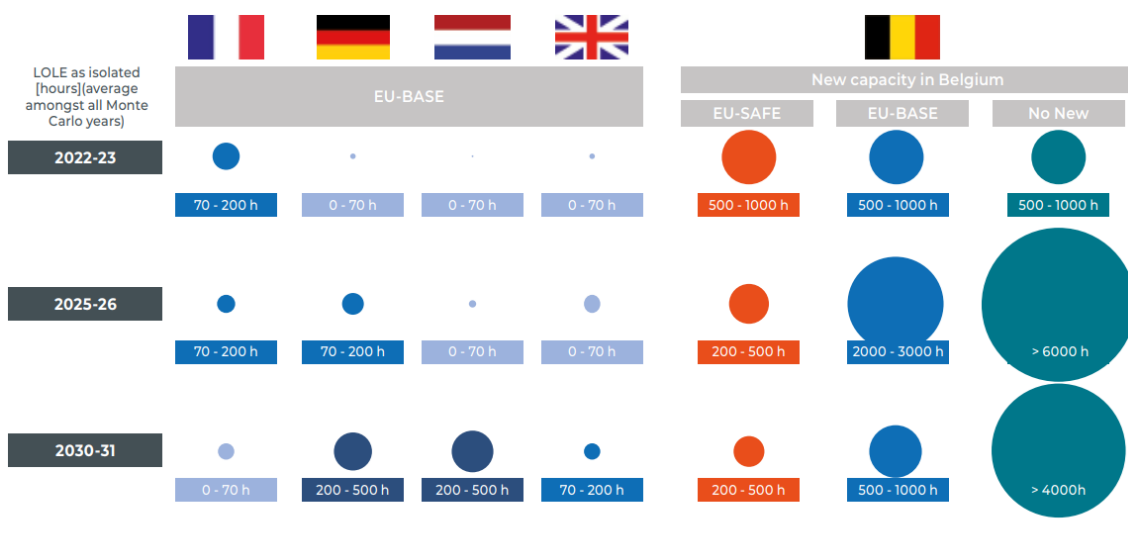 LOLE as isolated
[hours](average
amongst all Monte
Carlo years)
EU-BASE
New capacity in Belgium
EU-SAFE
EU-BASE
No New
2022-23
70 - 200 h
0 - 70 h
0 - 70 h
0 - 70 h
500 - 1000 h
500 - 1000 h
500 - 1000 h
2025-26
70 - 200 h
70 - 200 h
0 - 70 h
0 - 70 h
200 - 500 h
2000 - 3000 h
> 6000 h
2030-31
0 - 70 h
200 - 500 h
200 - 500 h
70 - 200 h
200 - 500 h
500 - 1000 h
> 4000h